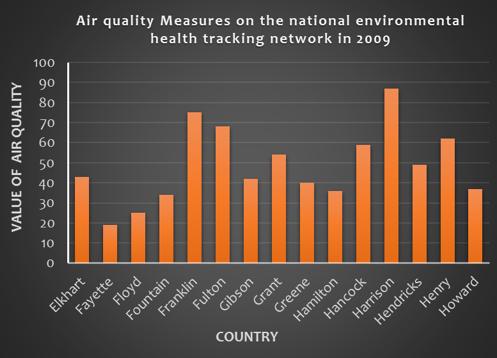 Air quality Measures on the national environmental
health tracking network in 2009
VALUE OF AIR QUALITY
100
90
80
70
60
50
40
30
20
10
0
Elkhart
Fayette
Floyd
Fountain
Franklin
Fulton
Gibson
Grant
Greene
Hamilton
Hancock
Harrison
Hendricks
Henry
Howard
COUNTRY